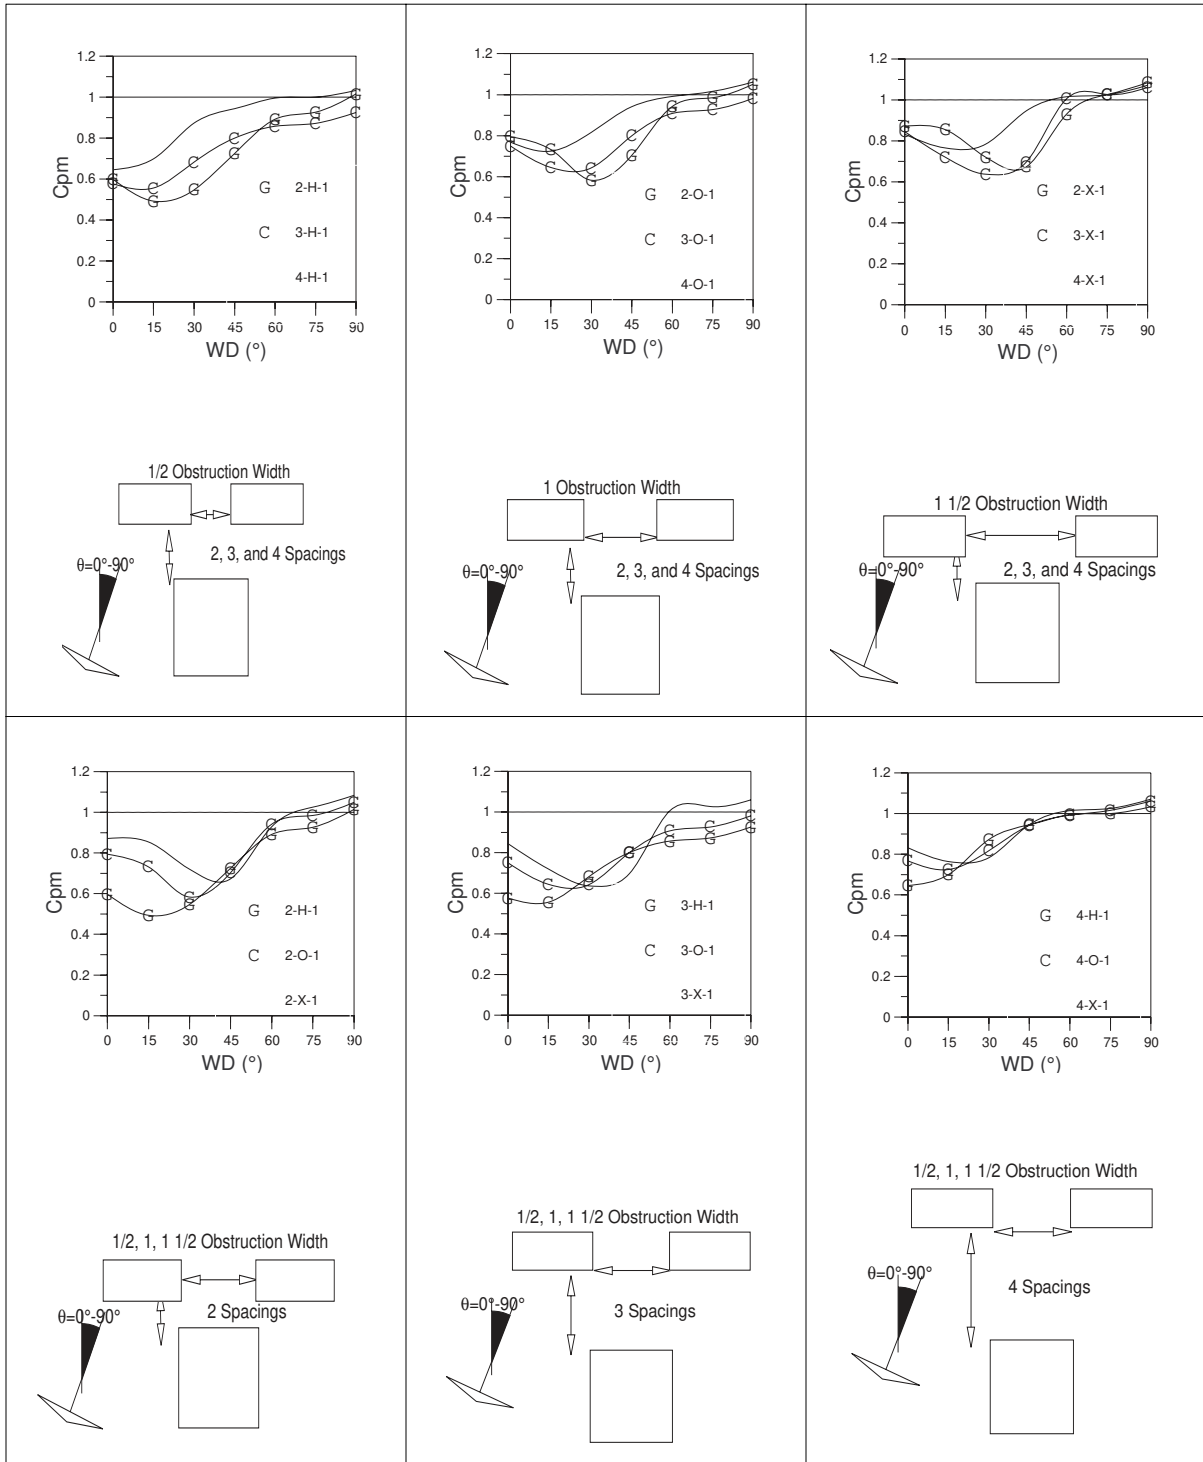 1.2
1
0.8
0.6
0.4
0.2
0
Cpm
G 2-H-1
C 3-H-1
4-H-1
0 15 30 45 60 75 90
WD (°)
1/2 Obstruction Width
2, 3, and 4 Spacings
θ=0°-90°
1.2
1
0.8
0.6
0.4
0.2
0
Cpm
G 2-O-1
C 3-O-1
4-O-1
0 15 30 45 60 75 90
WD (°)
1 Obstruction Width
2, 3, and 4 Spacings
θ=0°-90°
1.2
1
0.8
0.6
0.4
0.2
0
Cpm
G 2-X-1
C 3-X-1
4-X-1
0 15 30 45 60 75 90
WD (°)
1 1/2 Obstruction Width
2, 3, and 4 Spacings
θ=0°-90°
1.2
1
0.8
0.6
0.4
0.2
0
Cpm
G 2-H-1
C 2-O-1
2-X-1
0 15 30 45 60 75 90
WD (°)
1/2, 1, 1 1/2 Obstruction Width
2 Spacings
θ=0°-90°
1.2
1
0.8
0.6
0.4
0.2
0
Cpm
G 3-H-1
C 3-O-1
3-X-1
0 15 30 45 60 75 90
WD (°)
1/2, 1, 1 1/2 Obstruction Width
3 Spacings
θ=0°-90°
1.2
1
0.8
0.6
0.4
0.2
0
Cpm
G 4-H-1
C 4-O-1
4-X-1
0 15 30 45 60 75 90
WD (°)
1/2, 1, 1 1/2 Obstruction Width
4 Spacings
θ=0°-90°